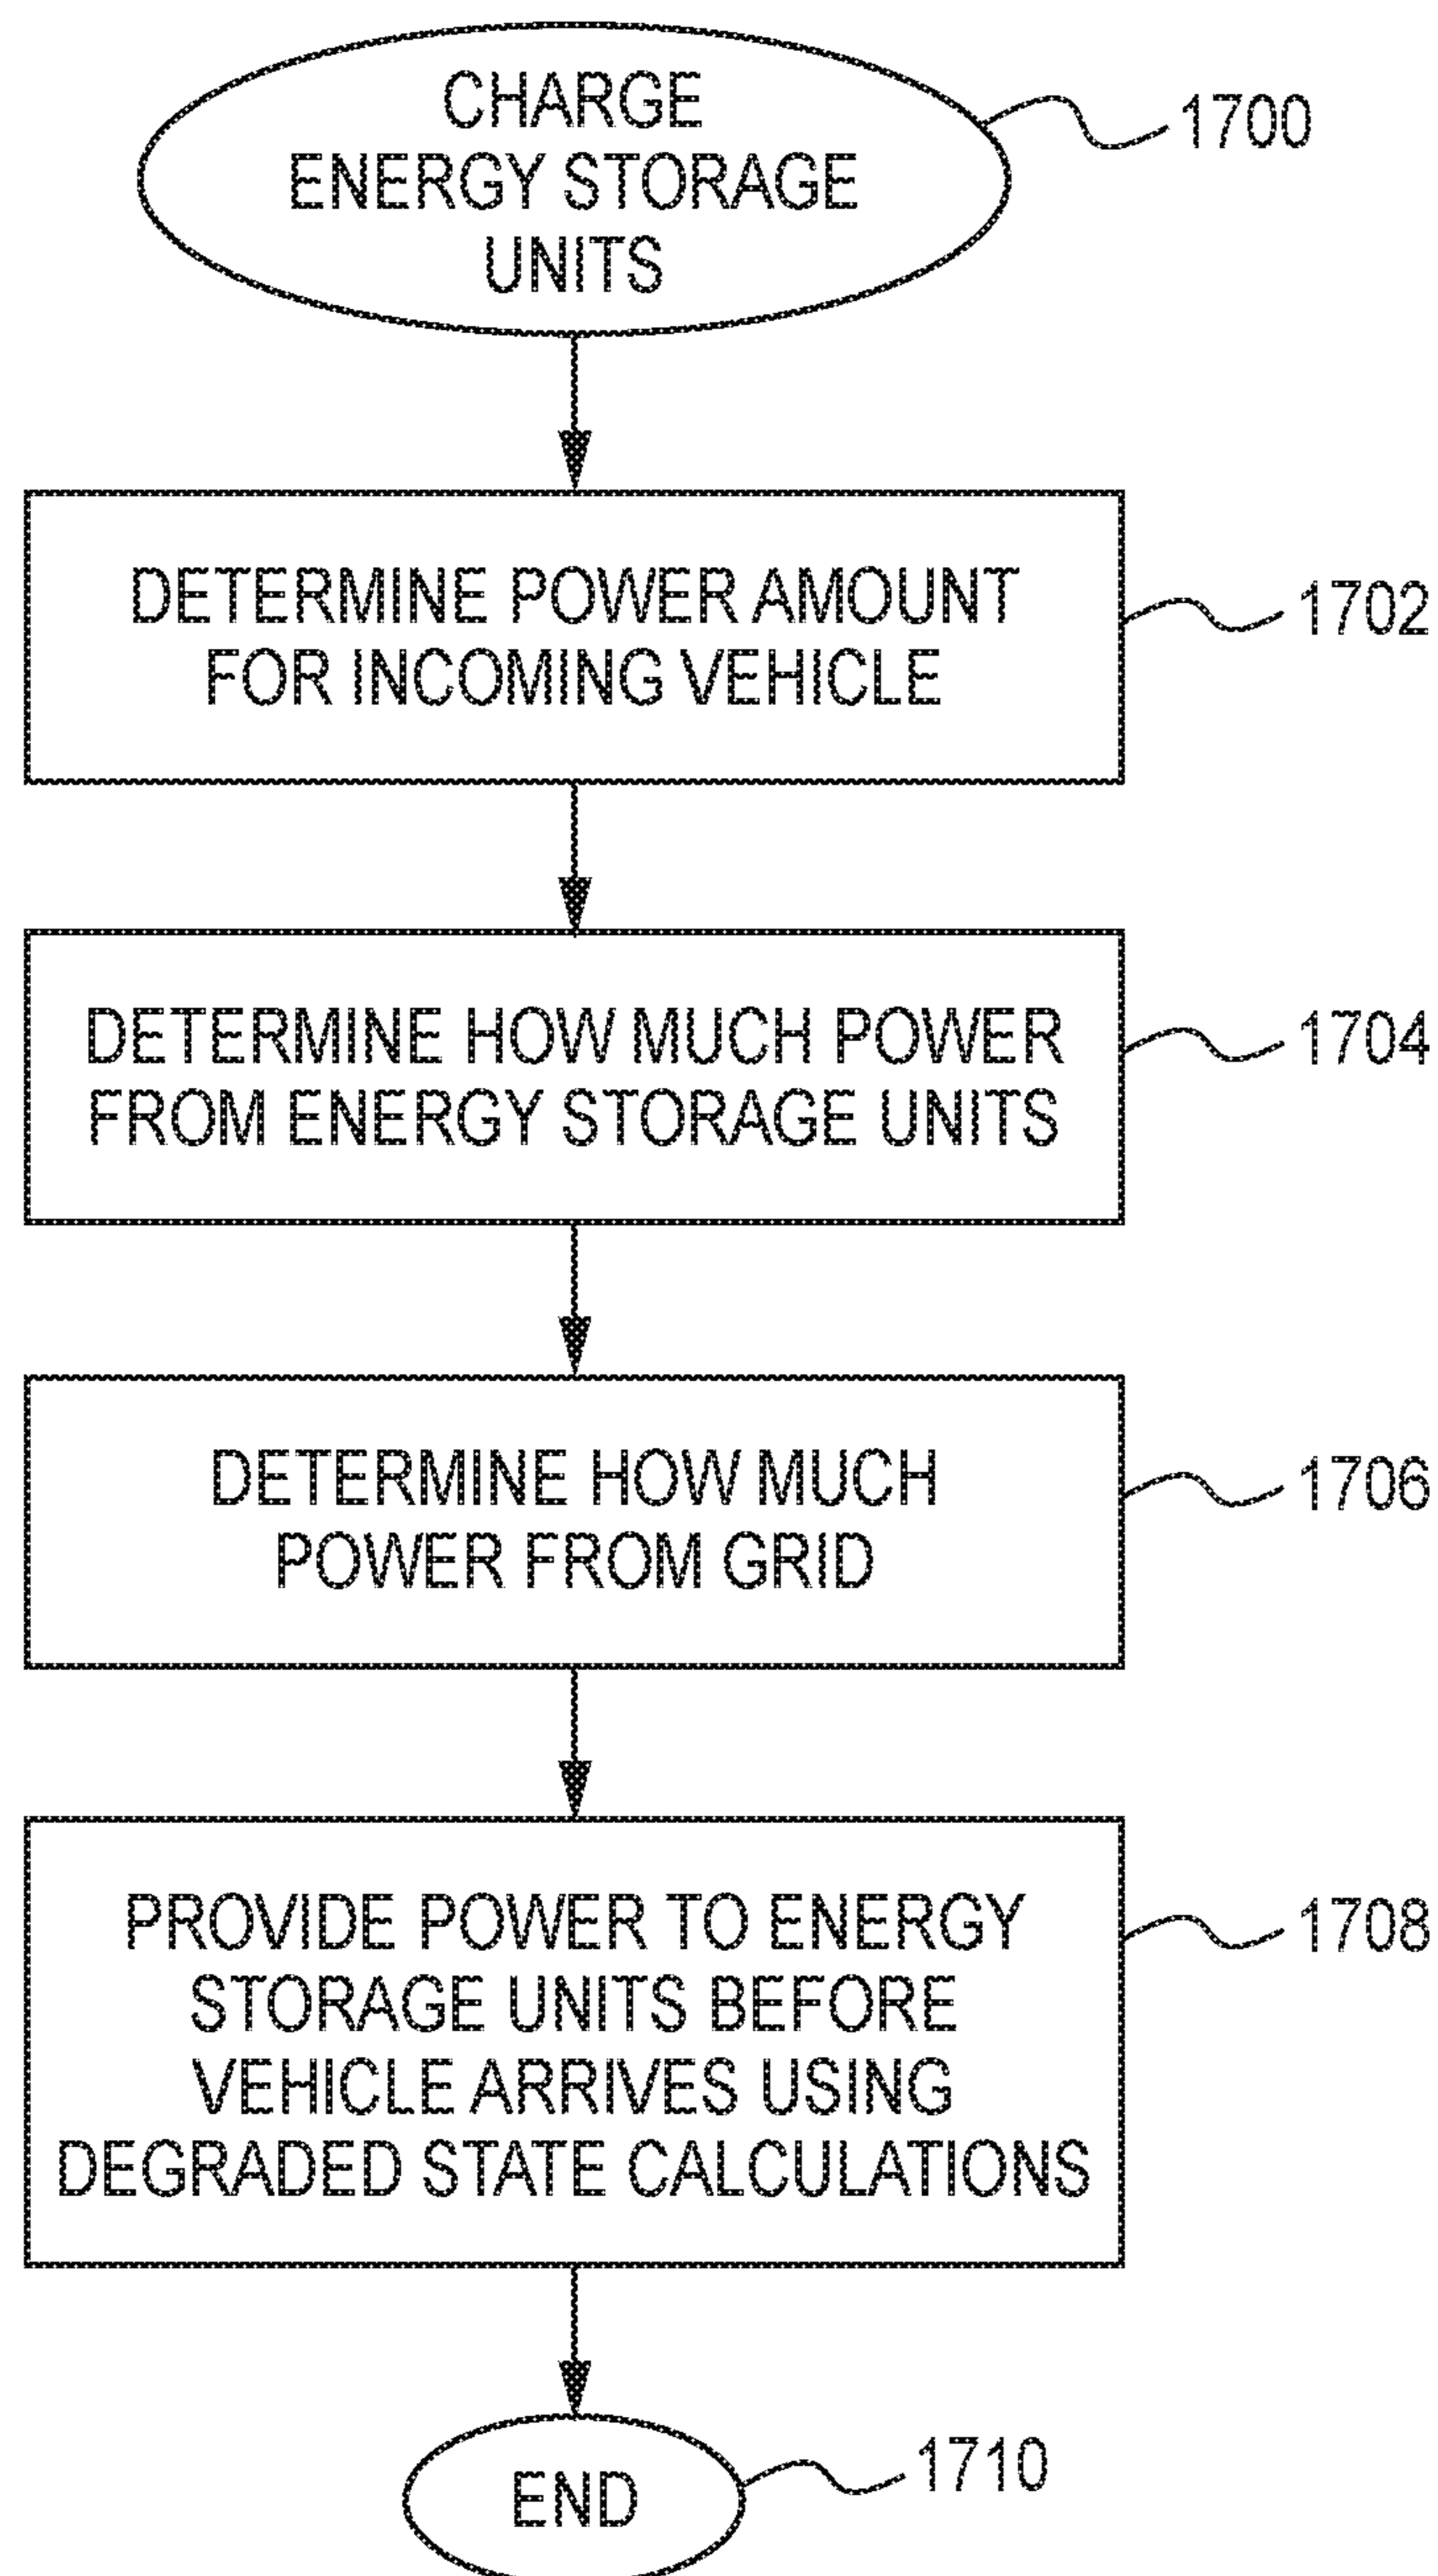 CHARGE
ENERGY STORAGE
UNITS
1700
DETERMINE POWER AMOUNT
FOR INCOMING VEHICLE
1702
DETERMINE HOW MUCH POWER
FROM ENERGY STORAGE UNITS
1704
DETERMINE HOW MUCH
POWER FROM GRID
1706
PROVIDE POWER TO ENERGY
STORAGE UNITS BEFORE
VEHICLE ARRIVES USING
DEGRADED STATE CALCULATIONS
1708
END
1710